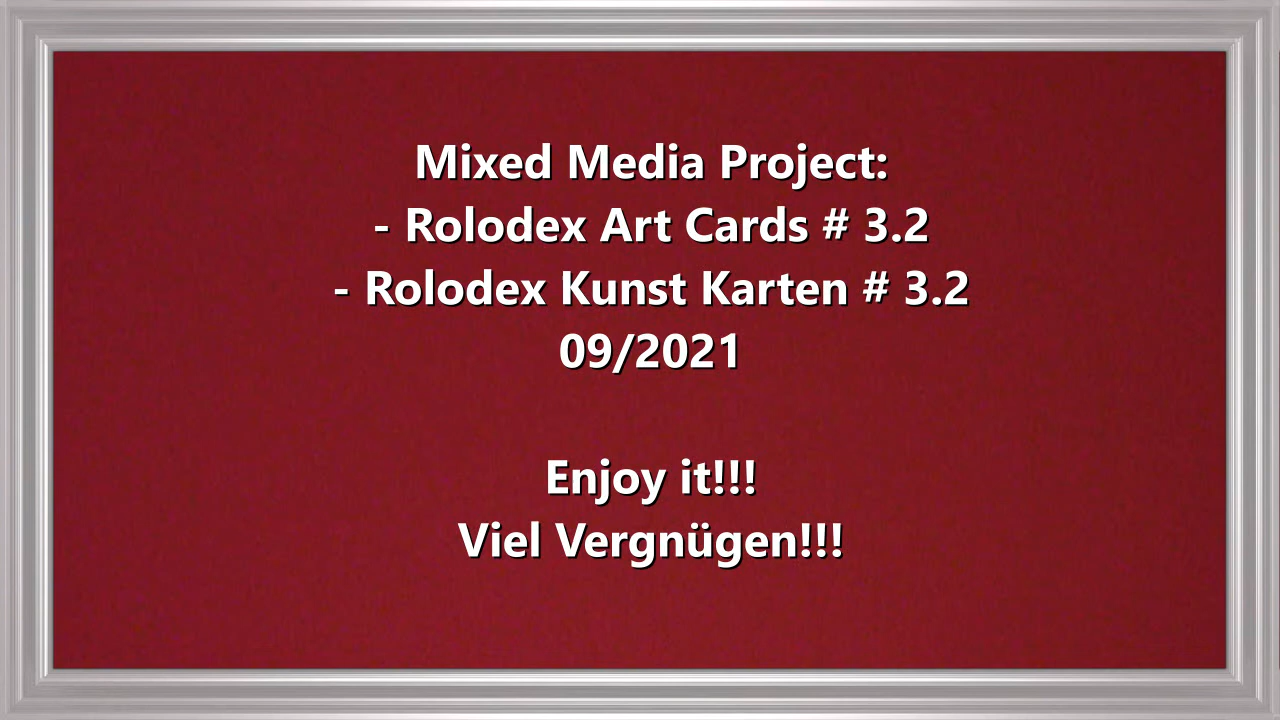 Mixed Media Project:
- Rolodex Art Cards # 3.2
- Rolodex Kunst Karten # 3.2
09/2021
Enjoy it!!!
Viel Vergnügen!!!